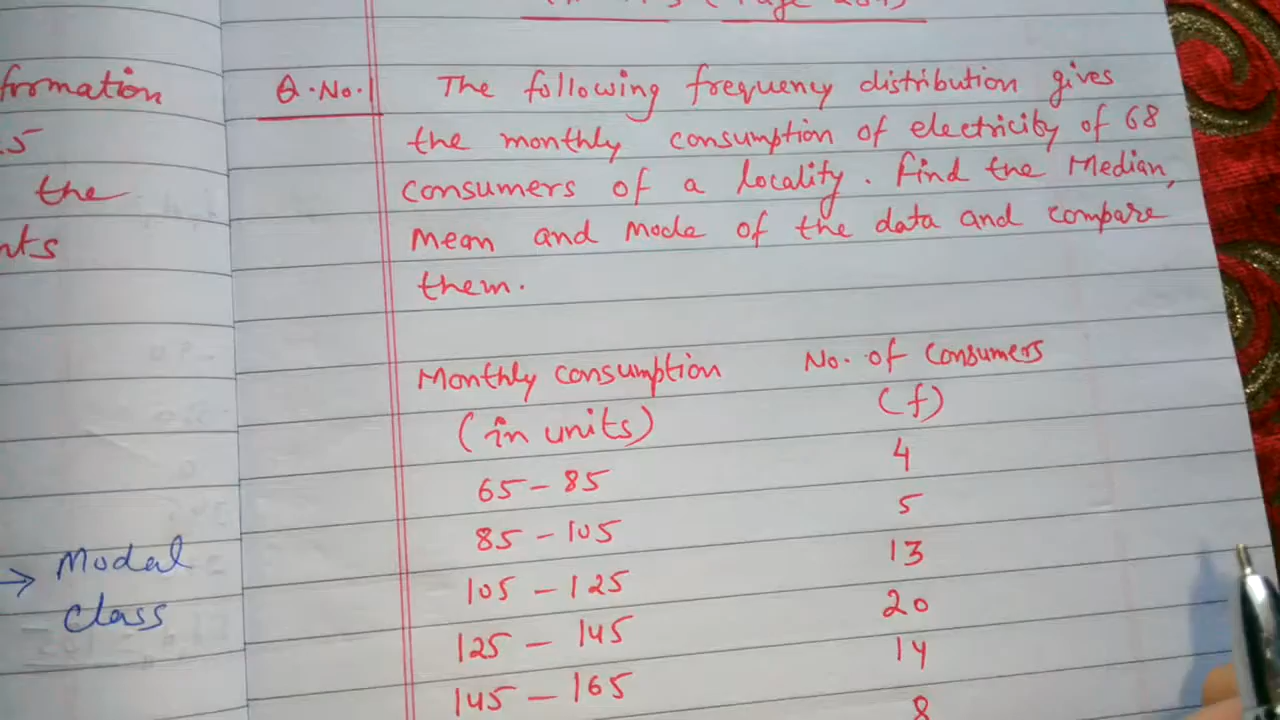 fromation
.5
the
nts
→ Modal
class
Q.No.1 The following frequency distribution gives
the monthly consumption of electricity of 68
consumers of a locality. Find the Median,
Mean and Mode of the data and compare
them.
Monthly consumption No. of Consumers
(in units) (f)
65 – 85 4
85 – 105 5
105 – 125 13
125 – 145 20
145 – 165 14
8